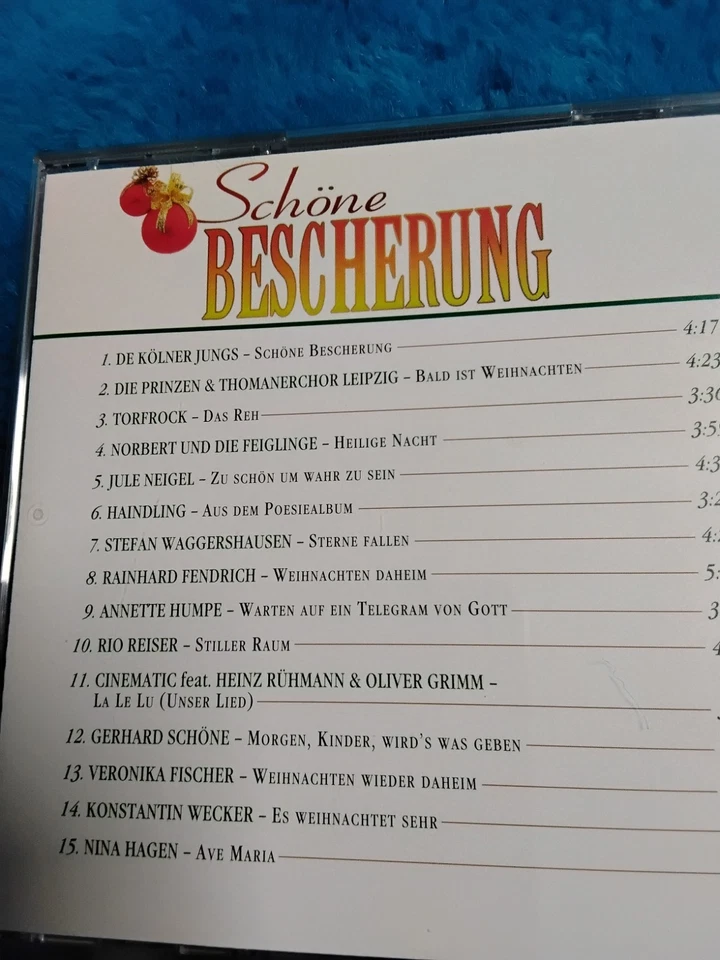 Schöne
BESCHERUNG
1. DE KÖLNER JUNGS – SCHÖNE BESCHERUNG 4:17
2. DIE PRINZEN & THOMANERCHOR LEIPZIG – BALD IST WEIHNACHTEN 4:23
3. TORFROCK – DAS REH
4. NORBERT UND DIE FEIGLINGE – HEILIGE NACHT
5. JULE NEIGEL – ZU SCHÖN UM WAHR ZU SEIN
6. HAINDLING – AUS DEM POESIEALBUM
7. STEFAN WAGGERSHAUSEN – STERNE FALLEN
8. RAINHARD FENDRICH – WEIHNACHTEN DAHEIM
9. ANNETTE HUMPE – WARTEN AUF EIN TELEGRAM VON GOTT
10. RIO REISER – STILLER RAUM
11. CINEMATIC feat. HEINZ RÜHMANN & OLIVER GRIMM –
LA LE LU (UNSER LIED)
12. GERHARD SCHÖNE – MORGEN, KINDER, WIRD'S WAS GEBEN
13. VERONIKA FISCHER – WEIHNACHTEN WIEDER DAHEIM
14. KONSTANTIN WECKER – ES WEIHNACHTET SEHR
15. NINA HAGEN – AVE MARIA